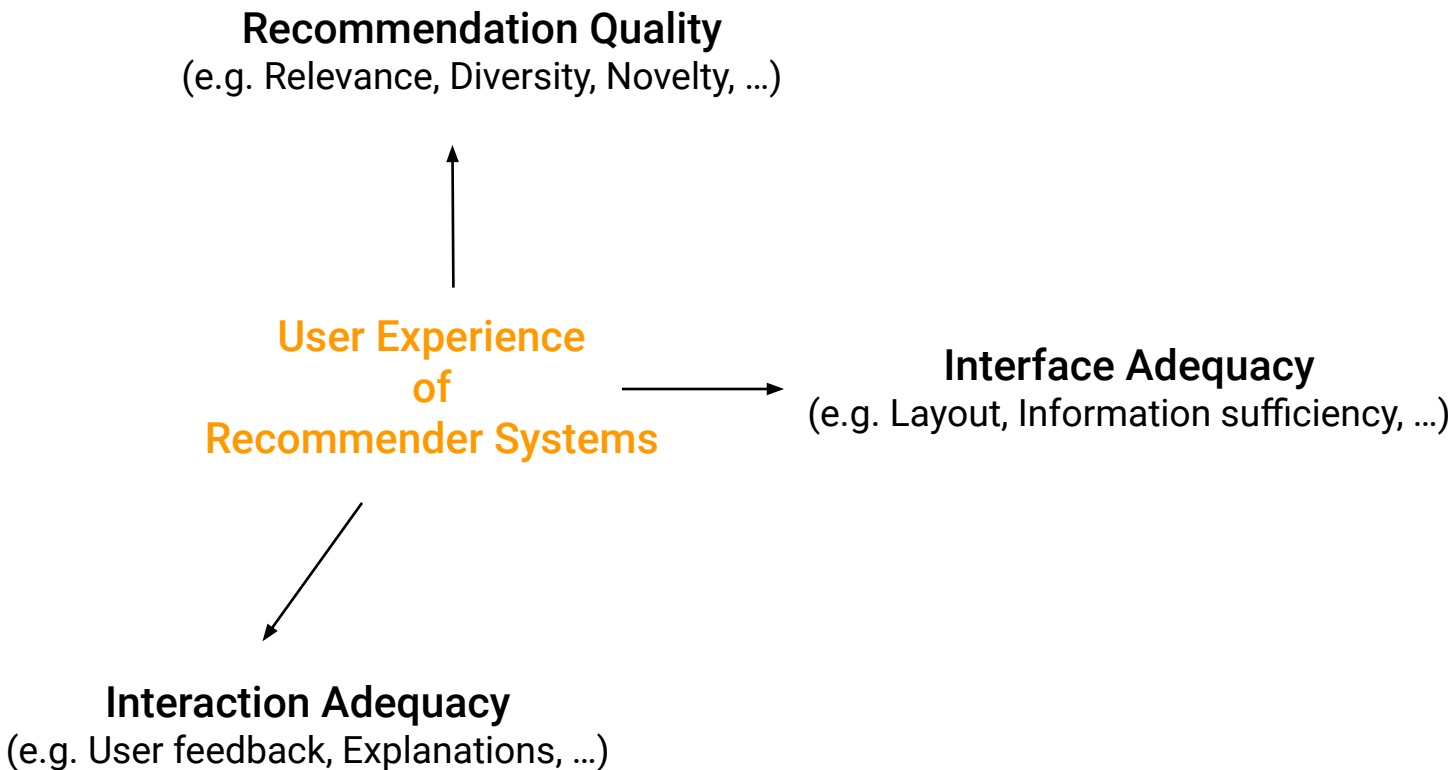 Recommendation Quality
(e.g. Relevance, Diversity, Novelty, …)
User Experience
of
Recommender Systems
Interface Adequacy
(e.g. Layout, Information sufficiency, …)
Interaction Adequacy
(e.g. User feedback, Explanations, …)